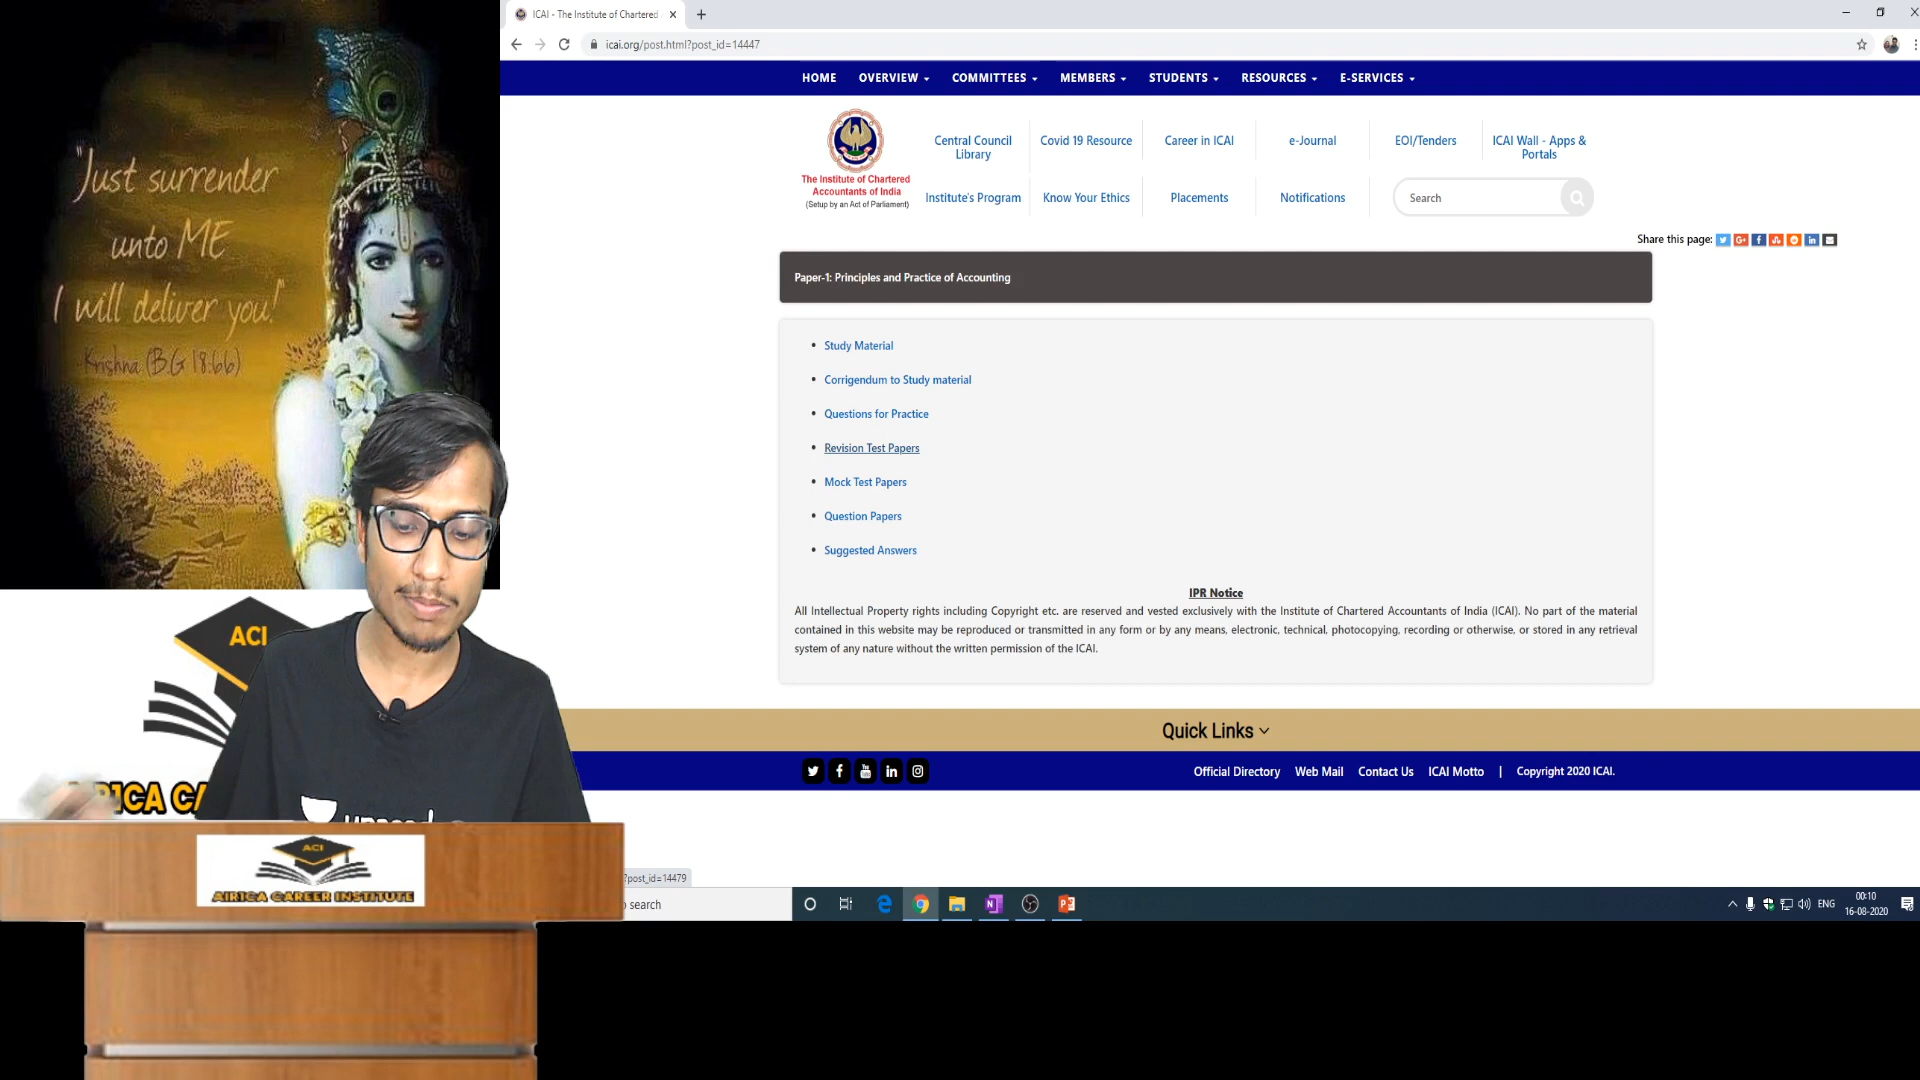 "Just surrender
unto ME
I will deliver you!"
Krishna (B.G 18:66)
ACI
ACI
AIRICA CAREER INSTITUTE
ICAI - The Institute of Chartered
icai.org/post.html?post_id=14447
HOME OVERVIEW COMMITTEES MEMBERS STUDENTS RESOURCES E-SERVICES
The Institute of Chartered
Accountants of India
(Setup by an Act of Parliament)
Central Council
Library
Covid 19 Resource
Career in ICAI
e-Journal
EOI/Tenders
ICAI Wall - Apps &
Portals
Institute's Program
Know Your Ethics
Placements
Notifications
Search
Share this page:
Paper-1: Principles and Practice of Accounting
• Study Material
• Corrigendum to Study material
• Questions for Practice
• Revision Test Papers
• Mock Test Papers
• Question Papers
• Suggested Answers
IPR Notice
All Intellectual Property rights including Copyright etc. are reserved and vested exclusively with the Institute of Chartered Accountants of India (ICAI). No part of the material
contained in this website may be reproduced or transmitted in any form or by any means, electronic, technical, photocopying, recording or otherwise, or stored in any retrieval
system of any nature without the written permission of the ICAI.
Quick Links
Official Directory Web Mail Contact Us ICAI Motto | Copyright 2020 ICAI.
?post_id=14479
search
ENG
00:10
16-08-2020